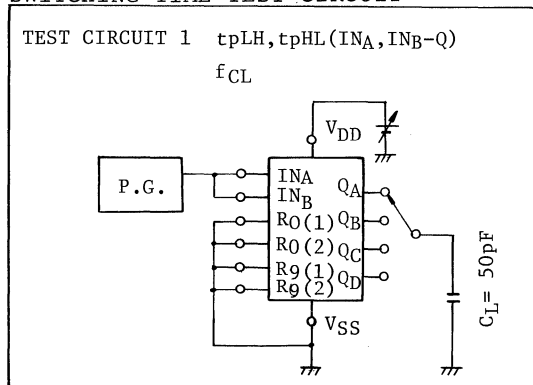 SWITCHING TIME TEST CIRCUIT
TEST CIRCUIT 1 tpLH,tpHL(INA,INB-Q)
fCL
VDD
P.G.
INA
INB
R0(1)
R0(2)
R9(1)
R9(2)
QA
QB
QC
QD
CL= 50pF
VSS